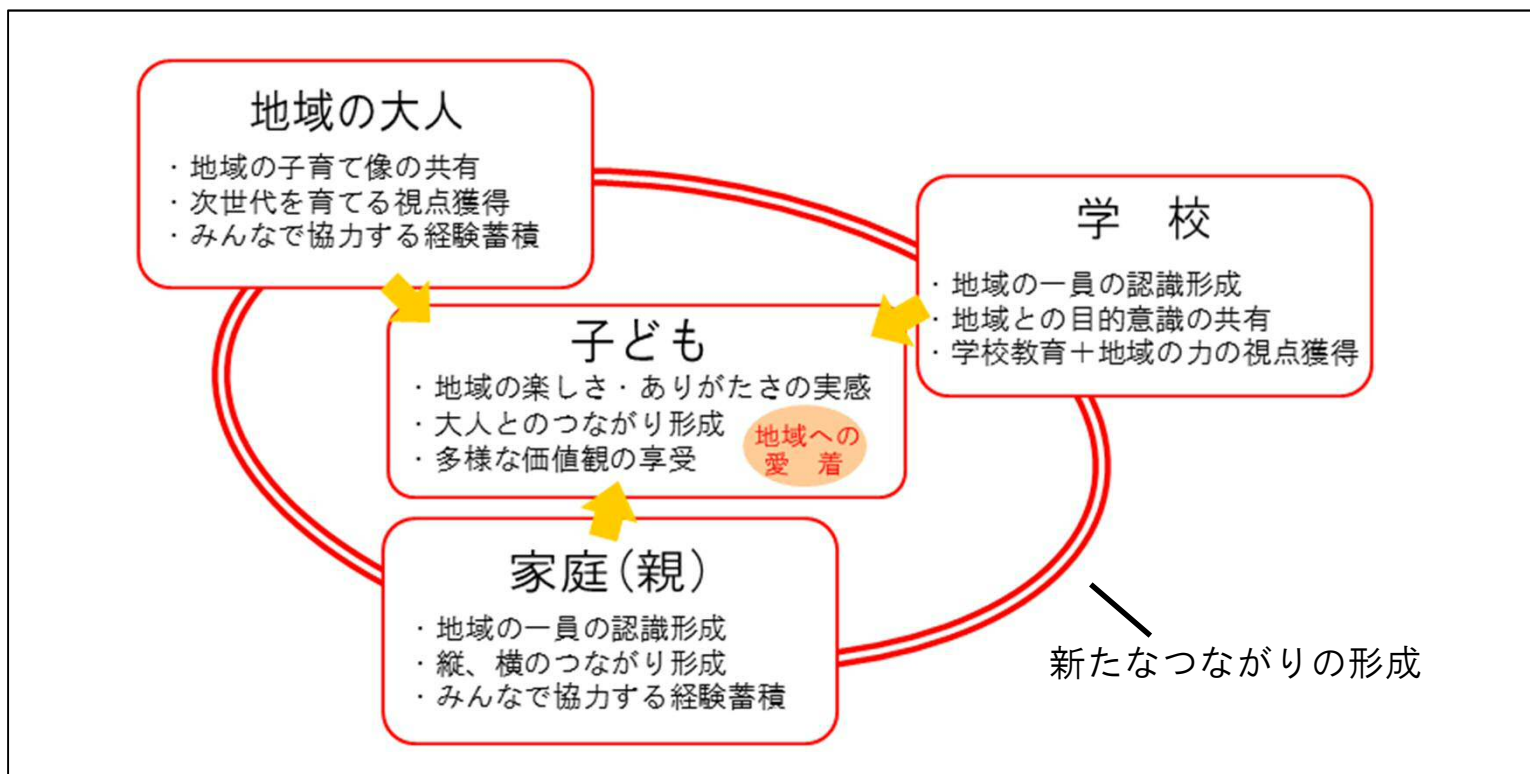 地域の大人
・地域の子育て像の共有
・次世代を育てる視点獲得
・みんなで協力する経験蓄積
学　校
・地域の一員の認識形成
・地域との目的意識の共有
・学校教育＋地域の力の視点獲得
子ども
・地域の楽しさ・ありがたさの実感
・大人とのつながり形成
・多様な価値観の享受
地域への
愛　着
家庭(親)
・地域の一員の認識形成
・縦、横のつながり形成
・みんなで協力する経験蓄積
新たなつながりの形成